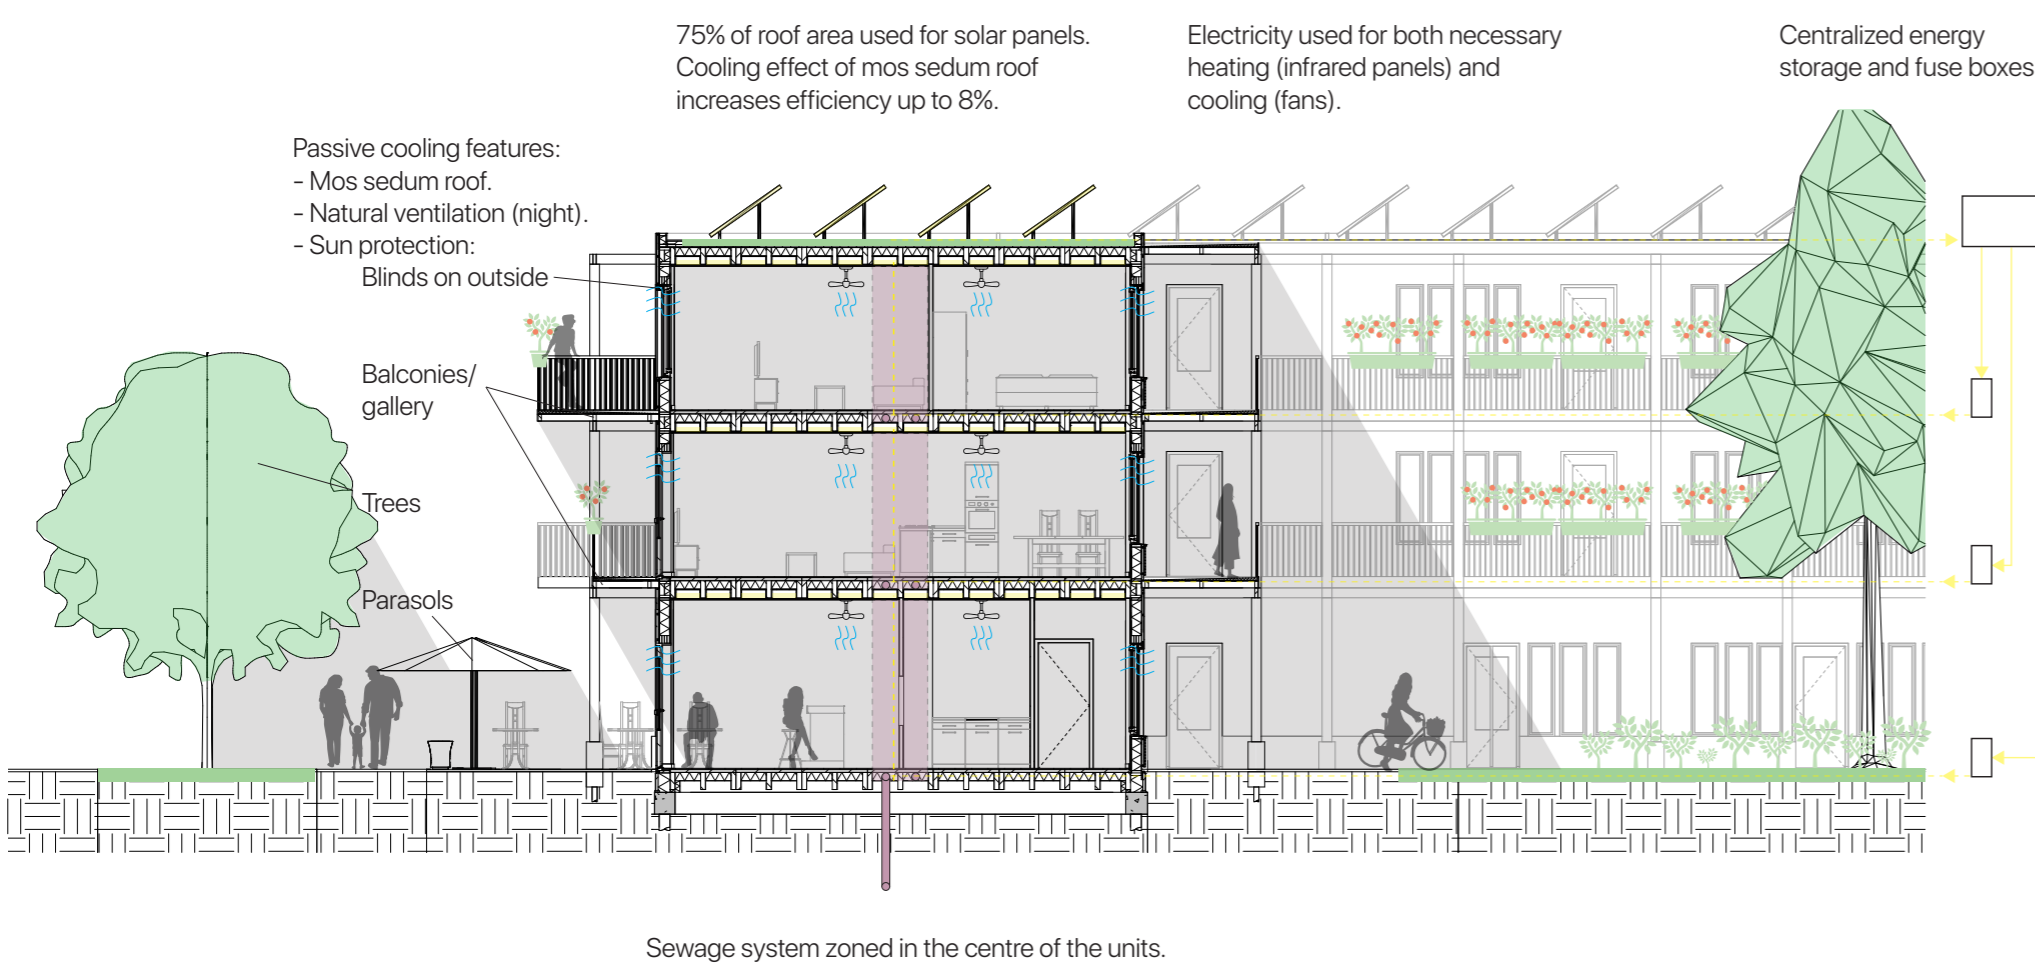 75% of roof area used for solar panels.
Cooling effect of mos sedum roof
increases efficiency up to 8%.
Electricity used for both necessary
heating (infrared panels) and
cooling (fans).
Centralized energy
storage and fuse boxes
Passive cooling features:
- Mos sedum roof.
- Natural ventilation (night).
- Sun protection:
Blinds on outside
Balconies/
gallery
Trees
Parasols
Sewage system zoned in the centre of the units.